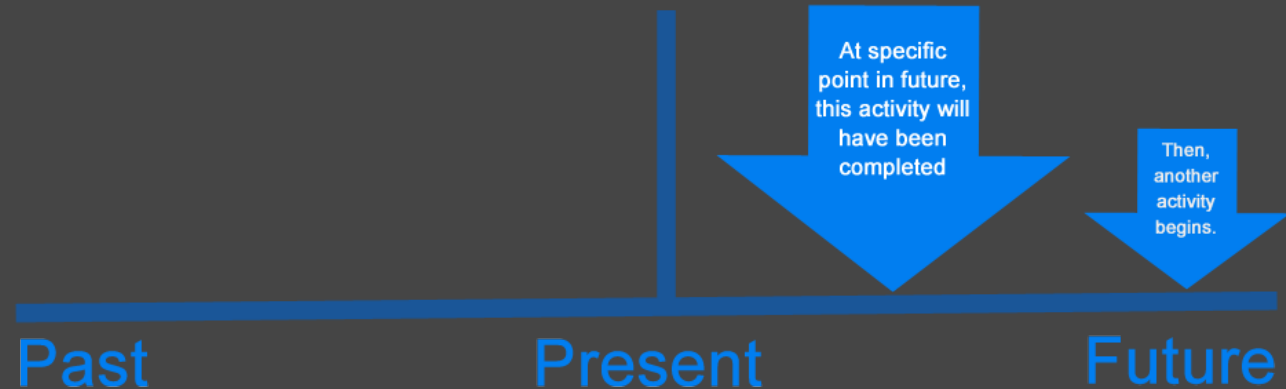 At specific
point in future,
this activity will
have been
completed
Then,
another
activity
begins.
Past
Present
Future